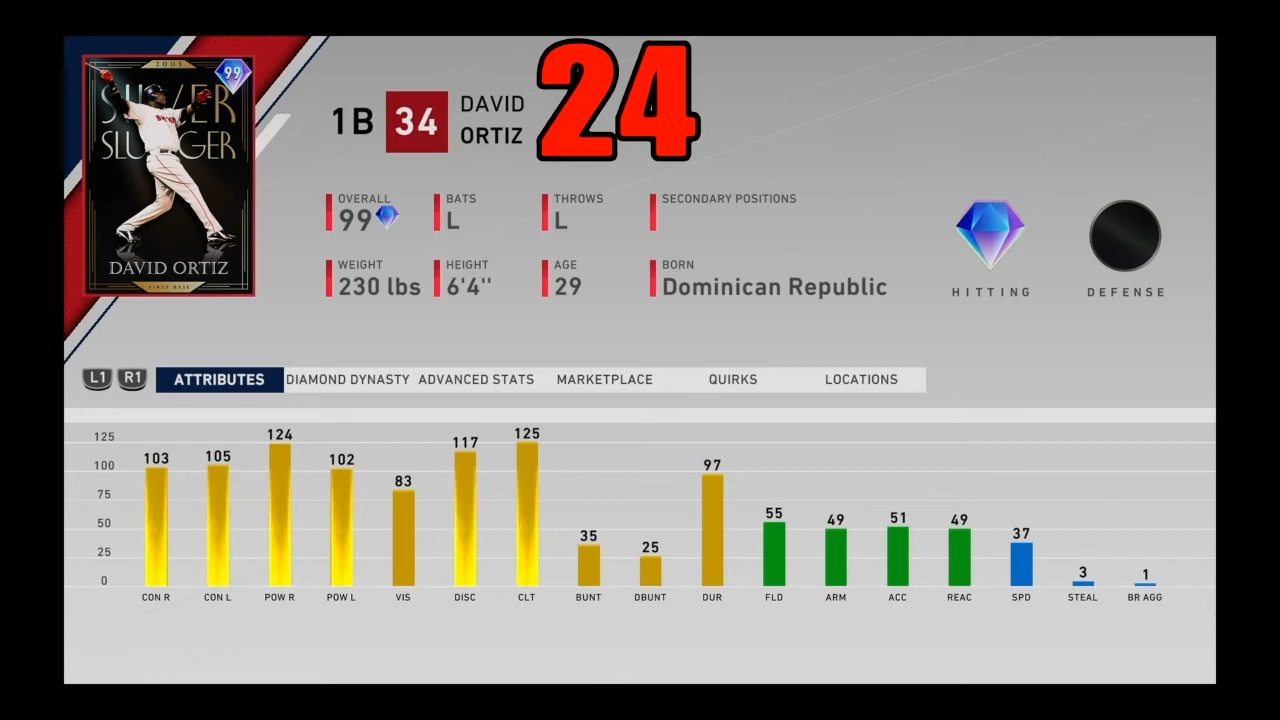 2005
99
SILVER
SLUGGER
DAVID ORTIZ
FIRST BASE
1B 34 DAVID
ORTIZ
24
OVERALL BATS THROWS SECONDARY POSITIONS
99 L L
WEIGHT HEIGHT AGE BORN
230 lbs 6'4" 29 Dominican Republic
HITTING DEFENSE
L1 R1 ATTRIBUTES DIAMOND DYNASTY ADVANCED STATS MARKETPLACE QUIRKS LOCATIONS
125
100
75
50
25
0
103 105 124 102 83 117 125 35 25 97 55 49 51 49 37 3 1
CON R CON L POW R POW L VIS DISC CLT BUNT DBUNT DUR FLD ARM ACC REAC SPD STEAL BR AGG